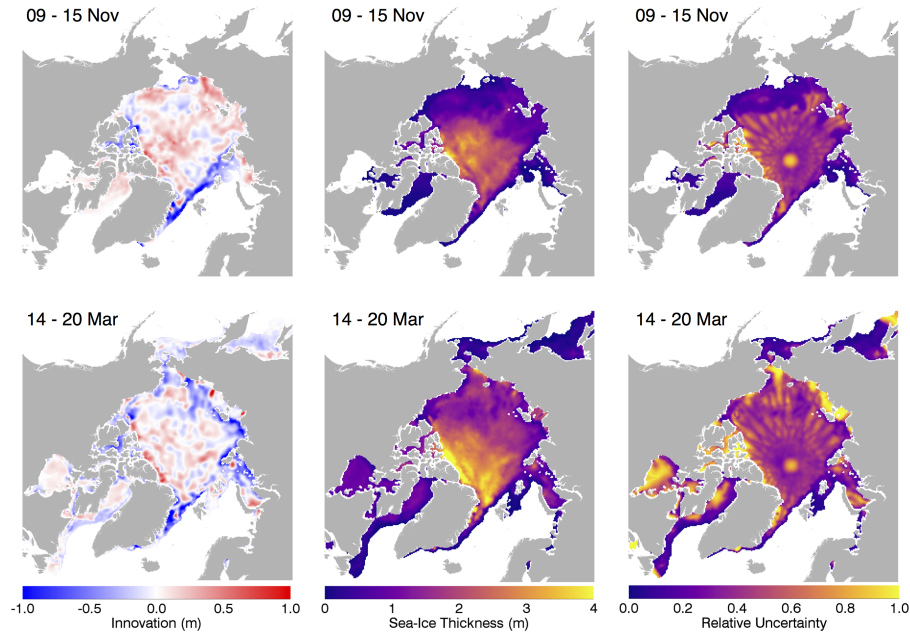 09 - 15 Nov
09 - 15 Nov
09 - 15 Nov
14 - 20 Mar
14 - 20 Mar
14 - 20 Mar
-1.0 -0.5 0.0 0.5 1.0
Innovation (m)
0 1 2 3 4
Sea-Ice Thickness (m)
0.0 0.2 0.4 0.6 0.8 1.0
Relative Uncertainty